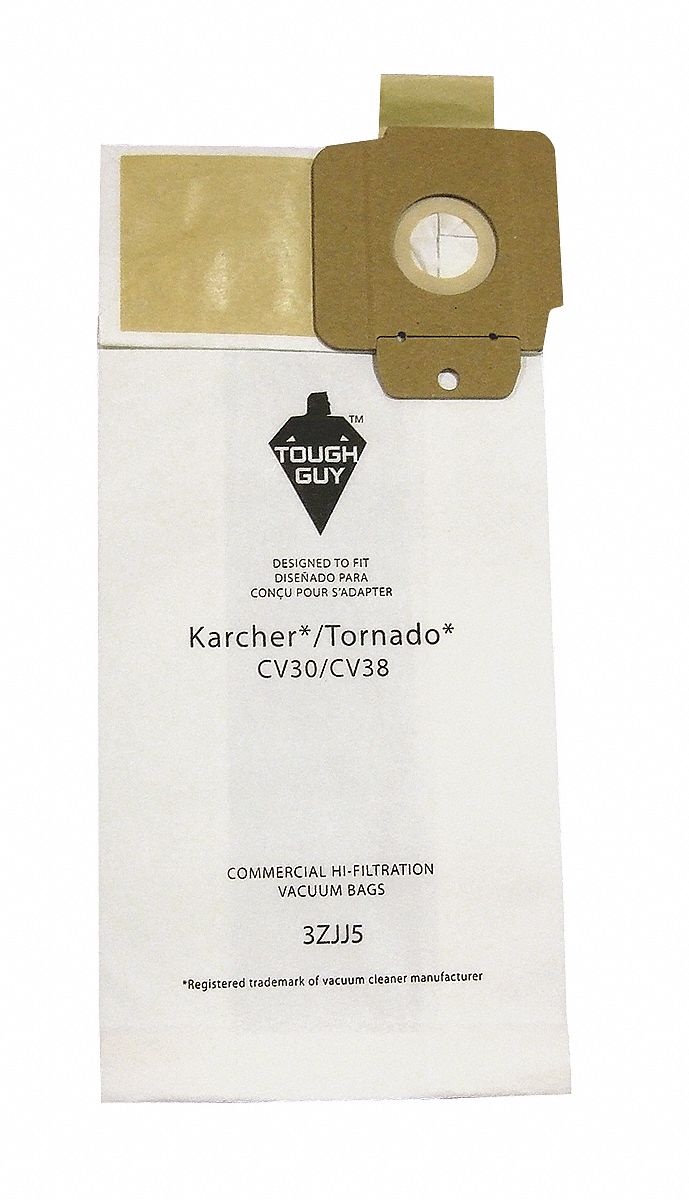 TOUGH
GUY
™
DESIGNED TO FIT
DISEÑADO PARA
CONÇU POUR S'ADAPTER
Karcher*/Tornado*
CV30/CV38
COMMERCIAL HI-FILTRATION
VACUUM BAGS
3ZJJ5
*Registered trademark of vacuum cleaner manufacturer